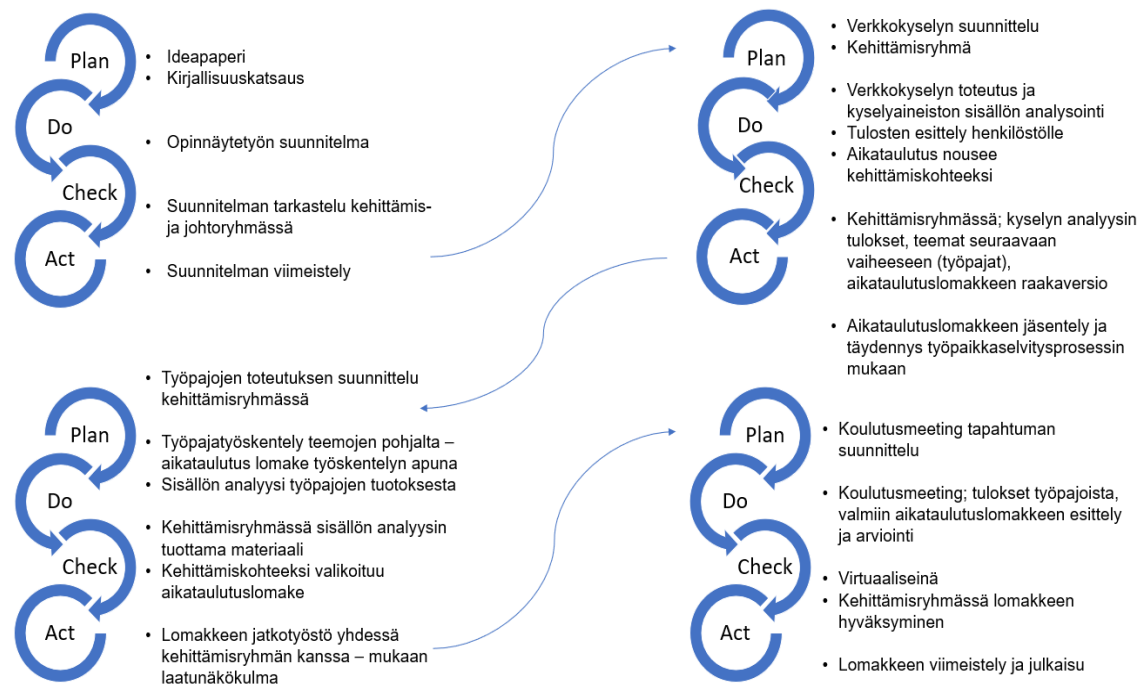 Plan
• Ideapaperi
• Kirjallisuuskatsaus
Do
• Opinnäytetyön suunnitelma
Check
• Suunnitelman tarkastelu kehittämis-
ja johtoryhmässä
Act
• Suunnitelman viimeistely
Plan
• Verkkokyselyn suunnittelu
• Kehittämisryhmä
Do
• Verkkokyselyn toteutus ja
kyselyaineiston sisällön analysointi
• Tulosten esittely henkilöstölle
• Aikataulutus nousee
kehittämiskohteeksi
Check
• Kehittämisryhmässä; kyselyn analyysin
tulokset, teemat seuraavaan
vaiheeseen (työpajat),
aikataulutuslomakkeen raakaversio
Act
• Aikataulutuslomakkeen jäsentely ja
täydennys työpaikkaselvitysprosessin
mukaan
Plan
• Työpajojen toteutuksen suunnittelu
kehittämisryhmässä
Do
• Työpajatyöskentely teemojen pohjalta –
aikataulutus lomake työskentelyn apuna
• Sisällön analyysi työpajojen tuotoksesta
Check
• Kehittämisryhmässä sisällön analyysin
tuottama materiaali
• Kehittämiskohteeksi valikoituu
aikataulutuslomake
Act
• Lomakkeen jatkotyöstö yhdessä
kehittämisryhmän kanssa – mukaan
laatunäkökulma
Plan
• Koulutusmeeting tapahtuman
suunnittelu
Do
• Koulutusmeeting; tulokset työpajoista,
valmiin aikataulutuslomakkeen esittely
ja arviointi
Check
• Virtuaaliseinä
• Kehittämisryhmässä lomakkeen
hyväksyminen
Act
• Lomakkeen viimeistely ja julkaisu